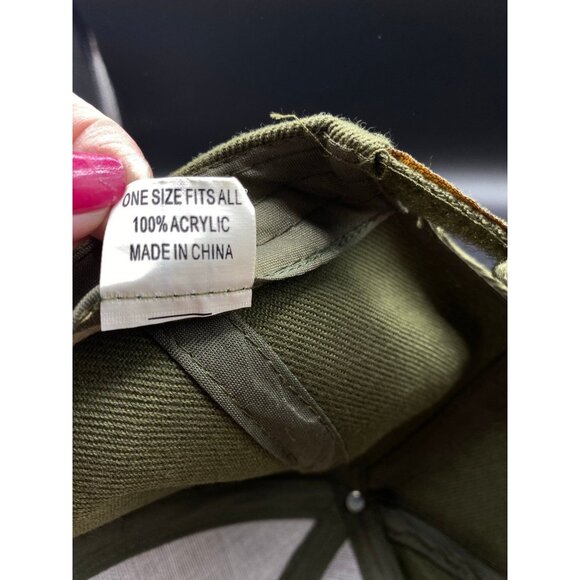 ONE SIZE FITS ALL
100% ACRYLIC
MADE IN CHINA